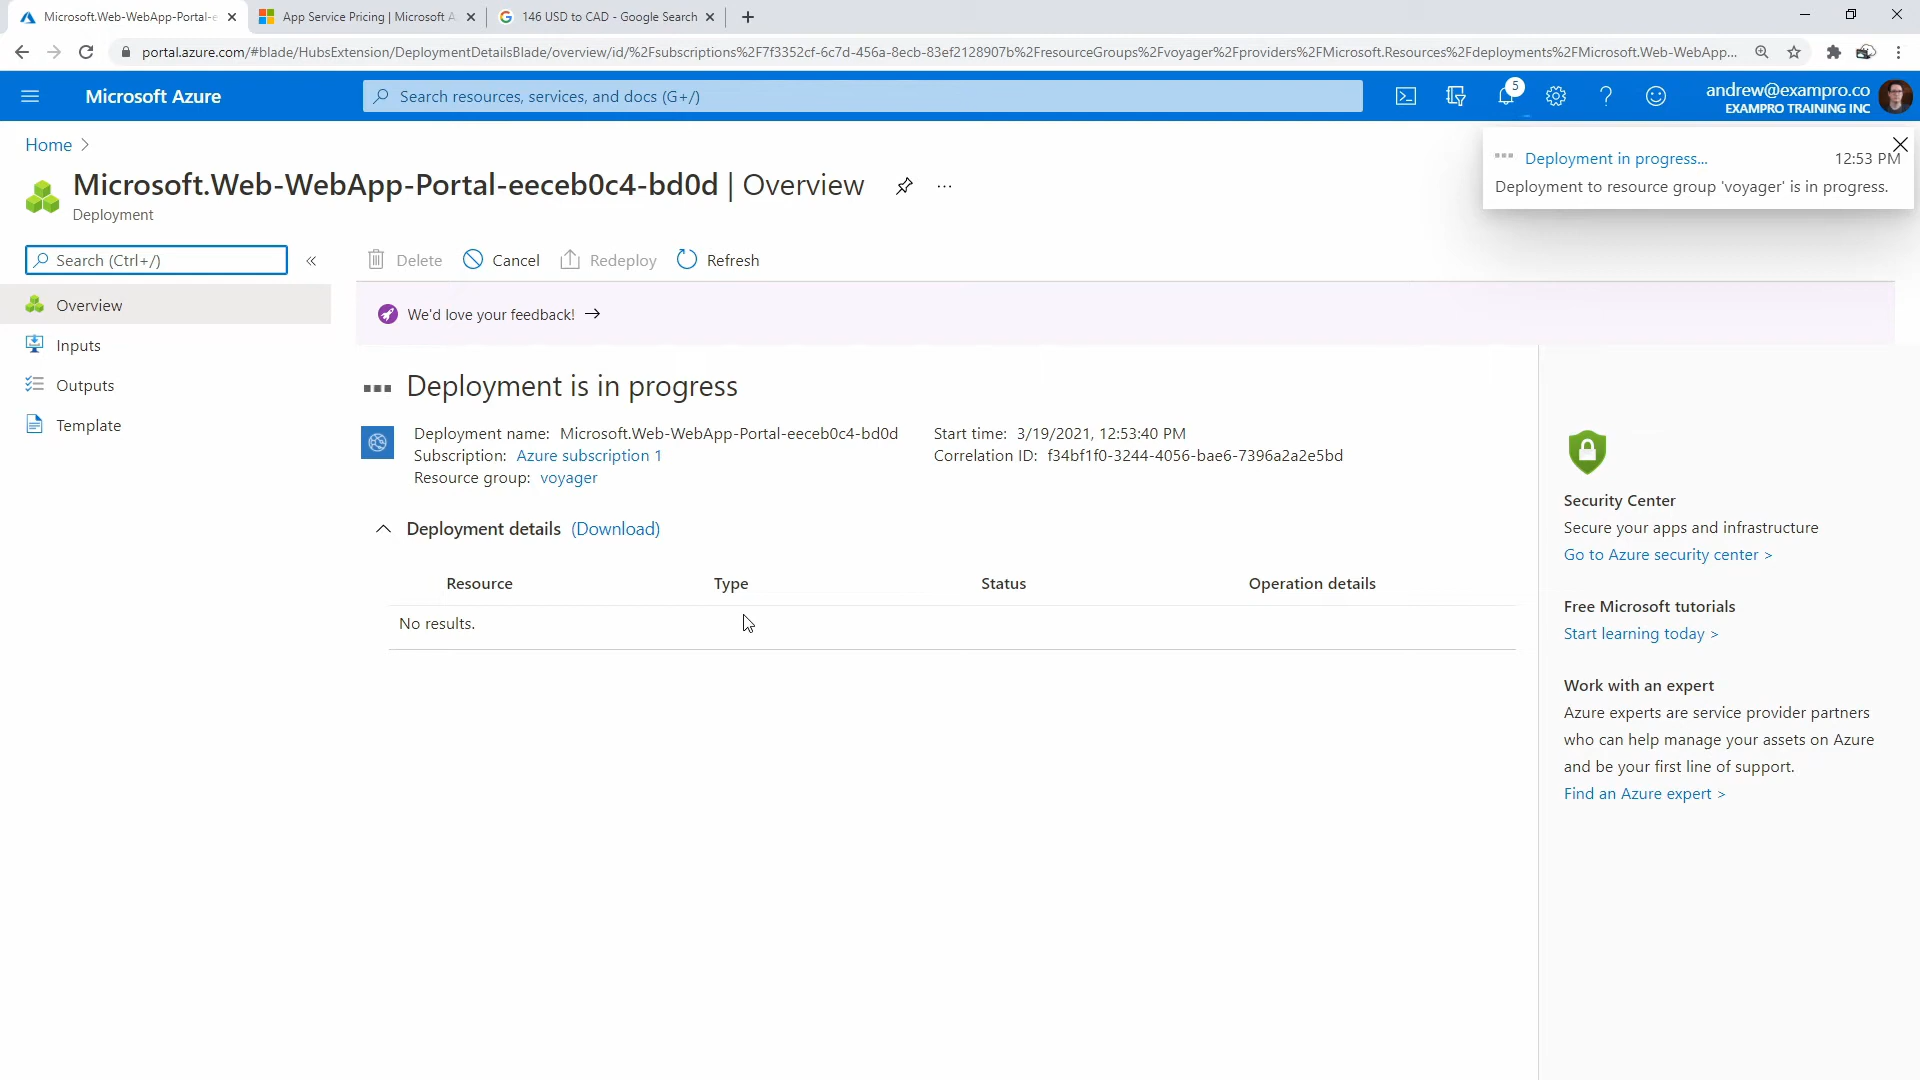 Microsoft.Web-WebApp-Portal-e
App Service Pricing | Microsoft A
146 USD to CAD - Google Search
portal.azure.com/#blade/HubsExtension/DeploymentDetailsBlade/overview/id/%2Fsubscriptions%2F7f3352cf-6c7d-456a-8ecb-83ef2128907b%2FresourceGroups%2Fvoyager%2Fproviders%2FMicrosoft.Resources%2Fdeployments%2FMicrosoft.Web-WebApp...
Microsoft Azure
Search resources, services, and docs (G+/)
5
andrew@exampro.co
EXAMPRO TRAINING INC
Home
Deployment in progress...
12:53 PM
Deployment to resource group 'voyager' is in progress.
Microsoft.Web-WebApp-Portal-eeceb0c4-bd0d | Overview
Deployment
Search (Ctrl+/)
Delete
Cancel
Redeploy
Refresh
Overview
Inputs
Outputs
Template
We'd love your feedback!
Deployment is in progress
Deployment name: Microsoft.Web-WebApp-Portal-eeceb0c4-bd0d
Subscription: Azure subscription 1
Resource group: voyager
Start time: 3/19/2021, 12:53:40 PM
Correlation ID: f34bf1f0-3244-4056-bae6-7396a2a2e5bd
Deployment details (Download)
Resource
Type
Status
Operation details
No results.
Security Center
Secure your apps and infrastructure
Go to Azure security center >
Free Microsoft tutorials
Start learning today >
Work with an expert
Azure experts are service provider partners
who can help manage your assets on Azure
and be your first line of support.
Find an Azure expert >